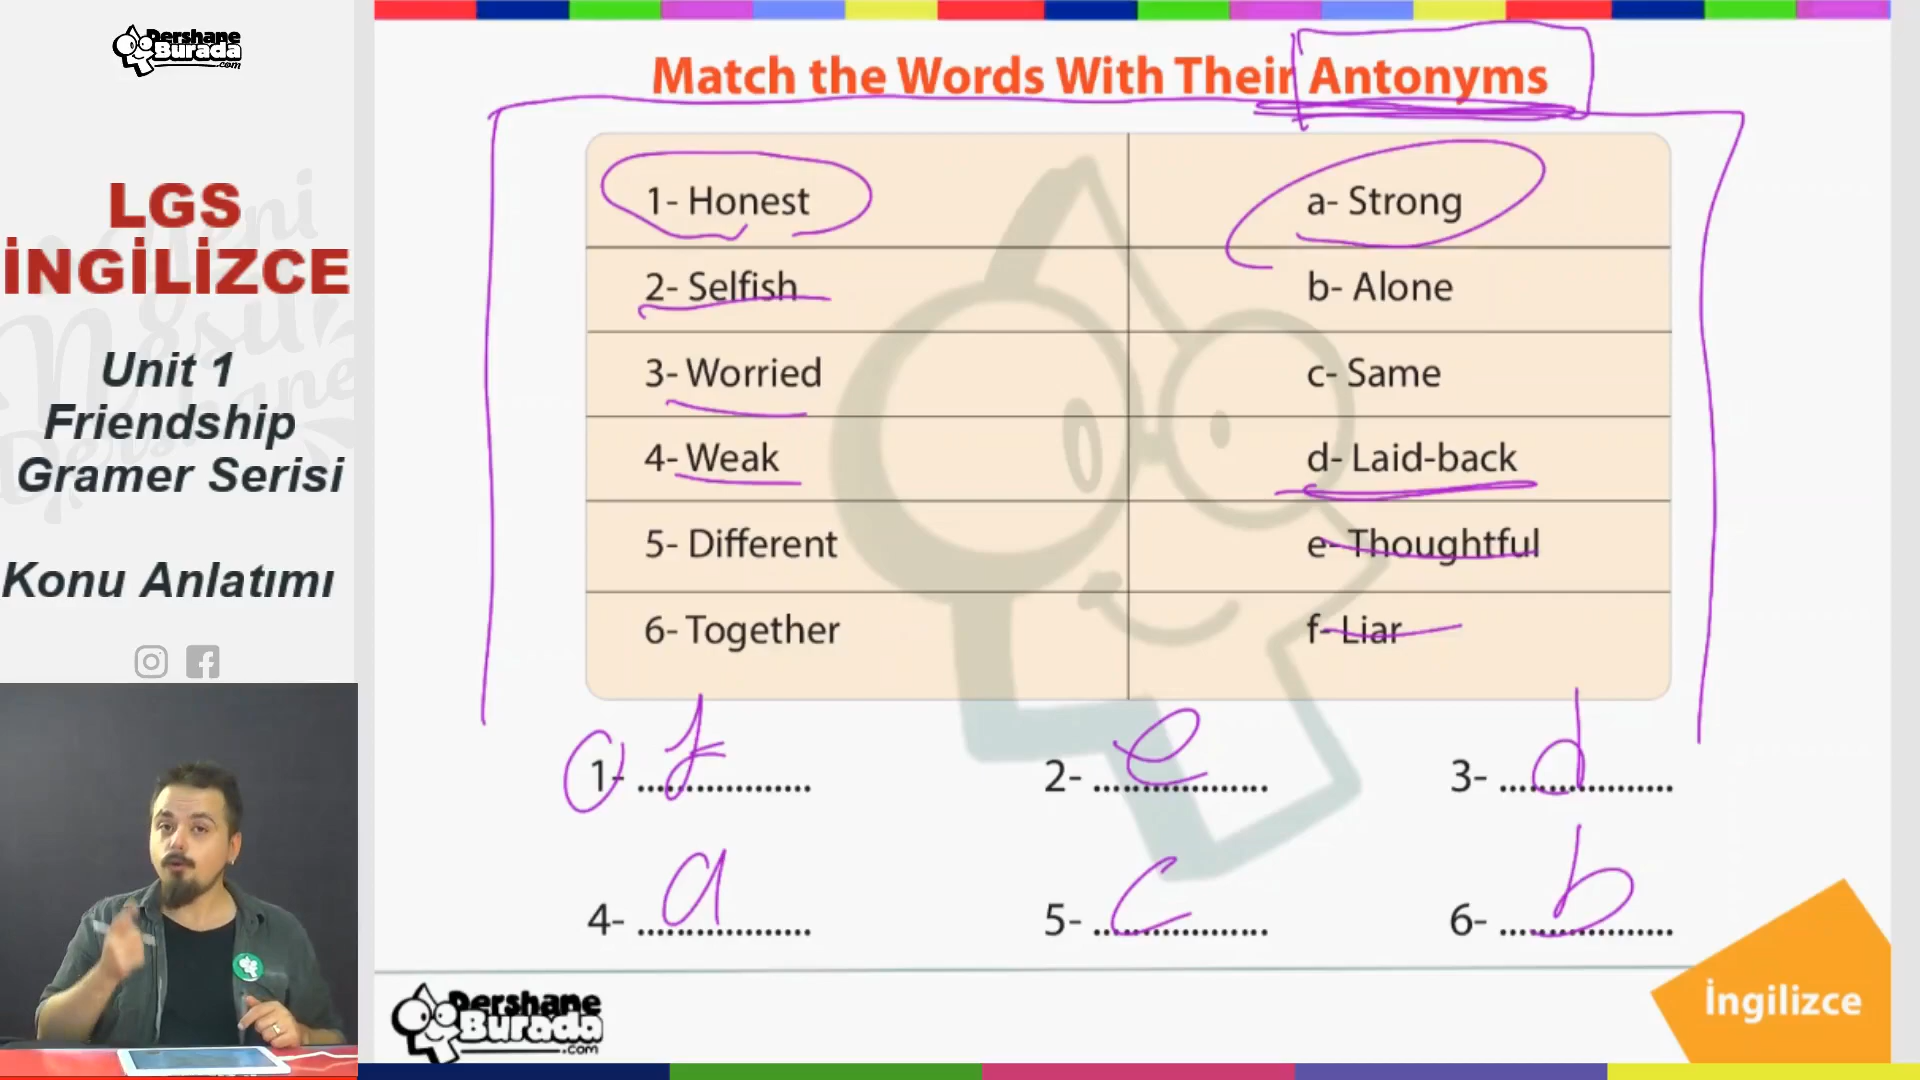 Dershane
Burada
.com
LGS
İNGİLİZCE
Unit 1
Friendship
Gramer Serisi
Konu Anlatımı
Match the Words With Their Antonyms
1- Honest
a- Strong
2- Selfish
b- Alone
3- Worried
c- Same
4- Weak
d- Laid-back
5- Different
e- Thoughtful
6- Together
f- Liar
1- f
2- e
3- d
4- a
5- c
6- b
Dershane
Burada
.com
İngilizce